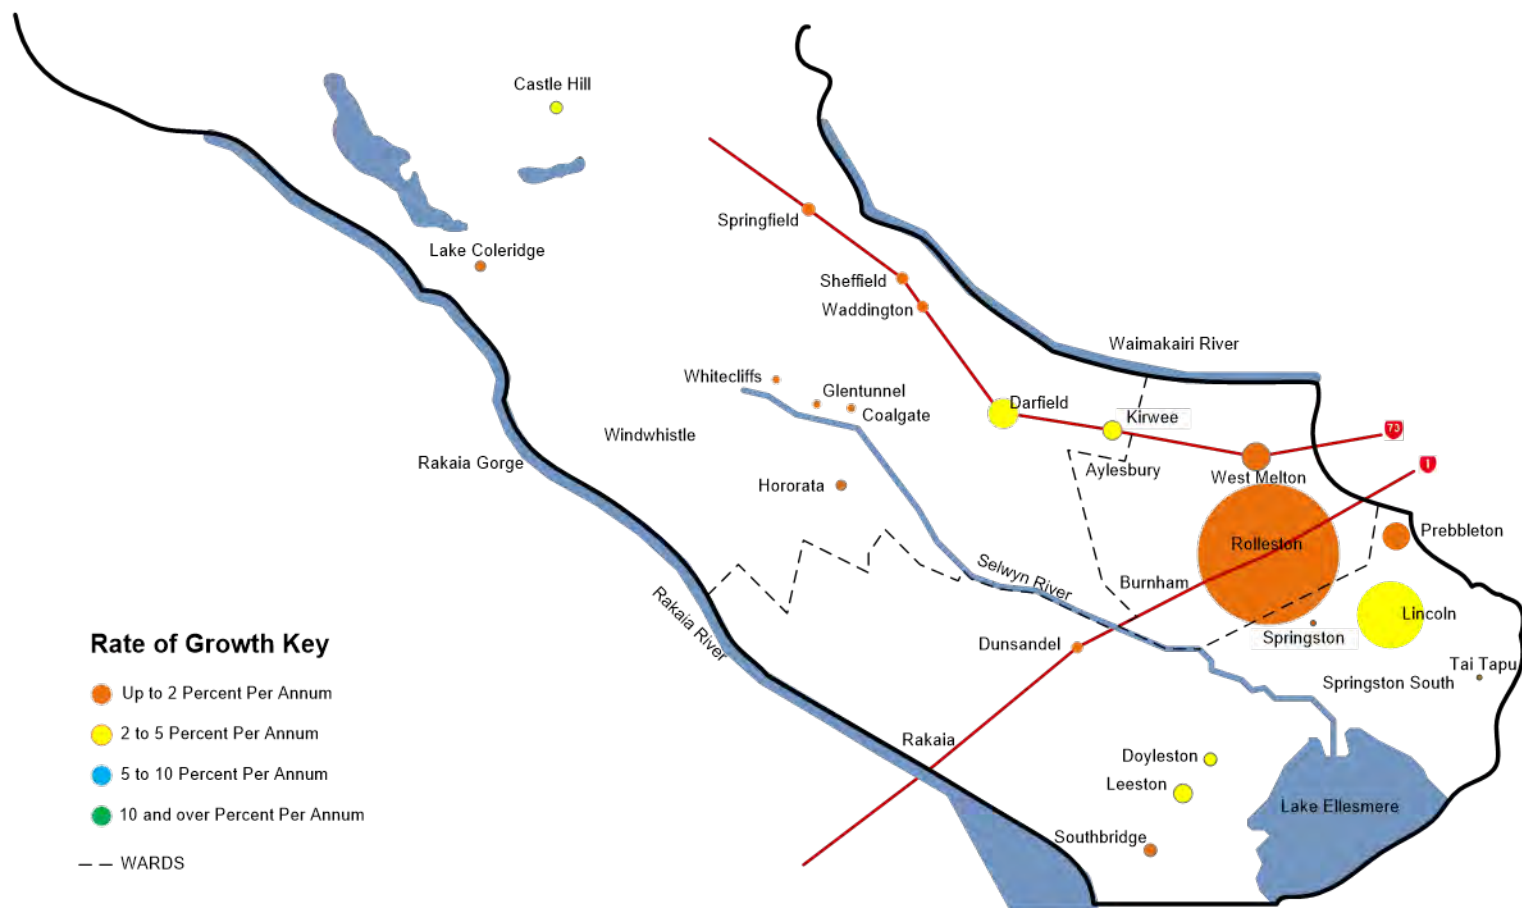 Castle Hill
Springfield
Lake Coleridge
Sheffield
Waddington
Waimakairi River
Whitecliffs
Glentunnel
Coalgate
Darfield
Kirwee
73
Windwhistle
Rakaia Gorge
Aylesbury
1
West Melton
Hororata
Prebbleton
Rolleston
Selwyn River
Burnham
Rakaia River
Lincoln
Springston
Dunsandel
Tai Tapu
Springston South
Rakaia
Doyleston
Leeston
Lake Ellesmere
Southbridge
Rate of Growth Key
Up to 2 Percent Per Annum
2 to 5 Percent Per Annum
5 to 10 Percent Per Annum
10 and over Percent Per Annum
WARDS